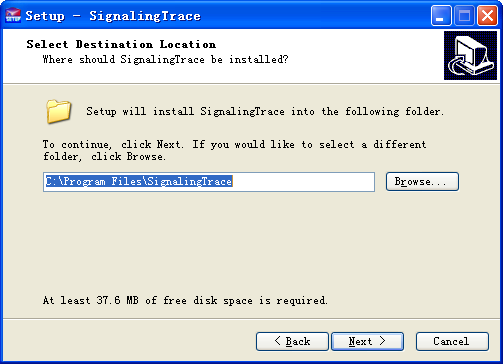 Setup - SignalingTrace
Select Destination Location
Where should SignalingTrace be installed?
Setup will install SignalingTrace into the following folder.
To continue, click Next. If you would like to select a different
folder, click Browse.
C:\Program Files\SignalingTrace
Browse...
At least 37.6 MB of free disk space is required.
< Back
Next >
Cancel